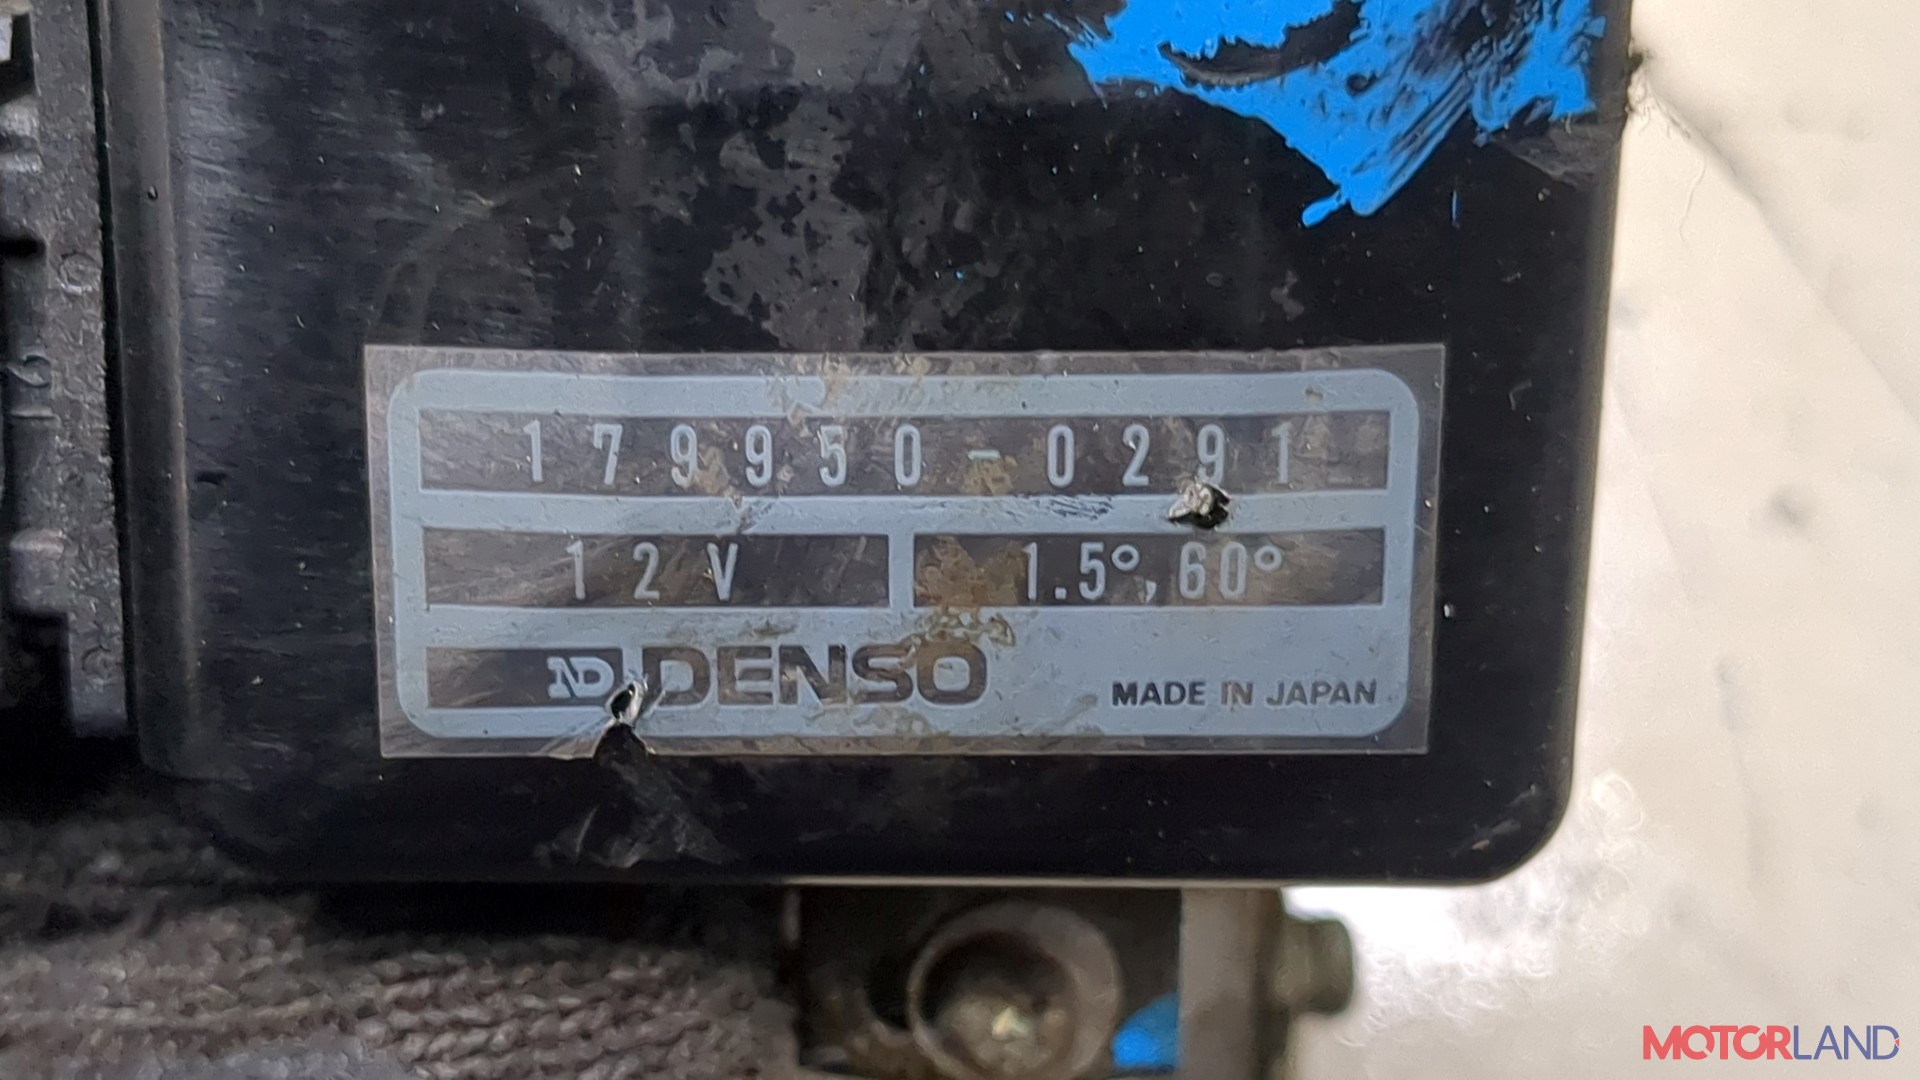 179950-0291
12V 1.5°,60°
ND DENSO MADE IN JAPAN
MOTORLAND